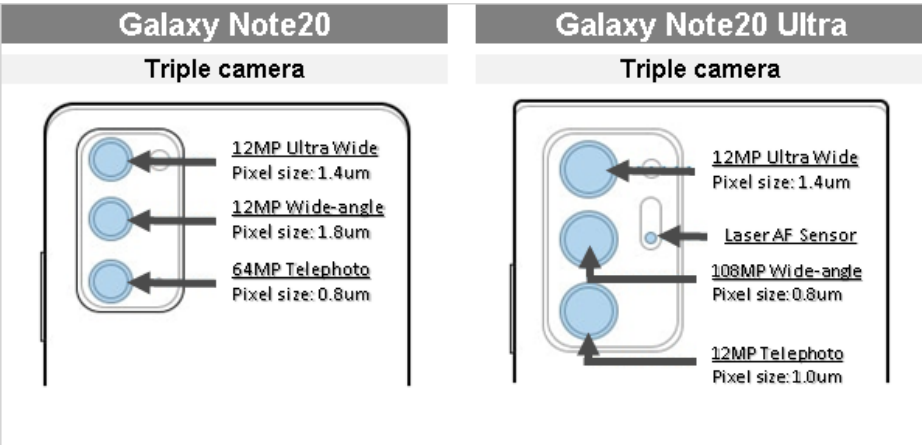 Galaxy Note20
Triple camera
12MP Ultra Wide
Pixel size: 1.4um
12MP Wide-angle
Pixel size: 1.8um
64MP Telephoto
Pixel size: 0.8um
Galaxy Note20 Ultra
Triple camera
12MP Ultra Wide
Pixel size: 1.4um
Laser AF Sensor
108MP Wide-angle
Pixel size: 0.8um
12MP Telephoto
Pixel size: 1.0um